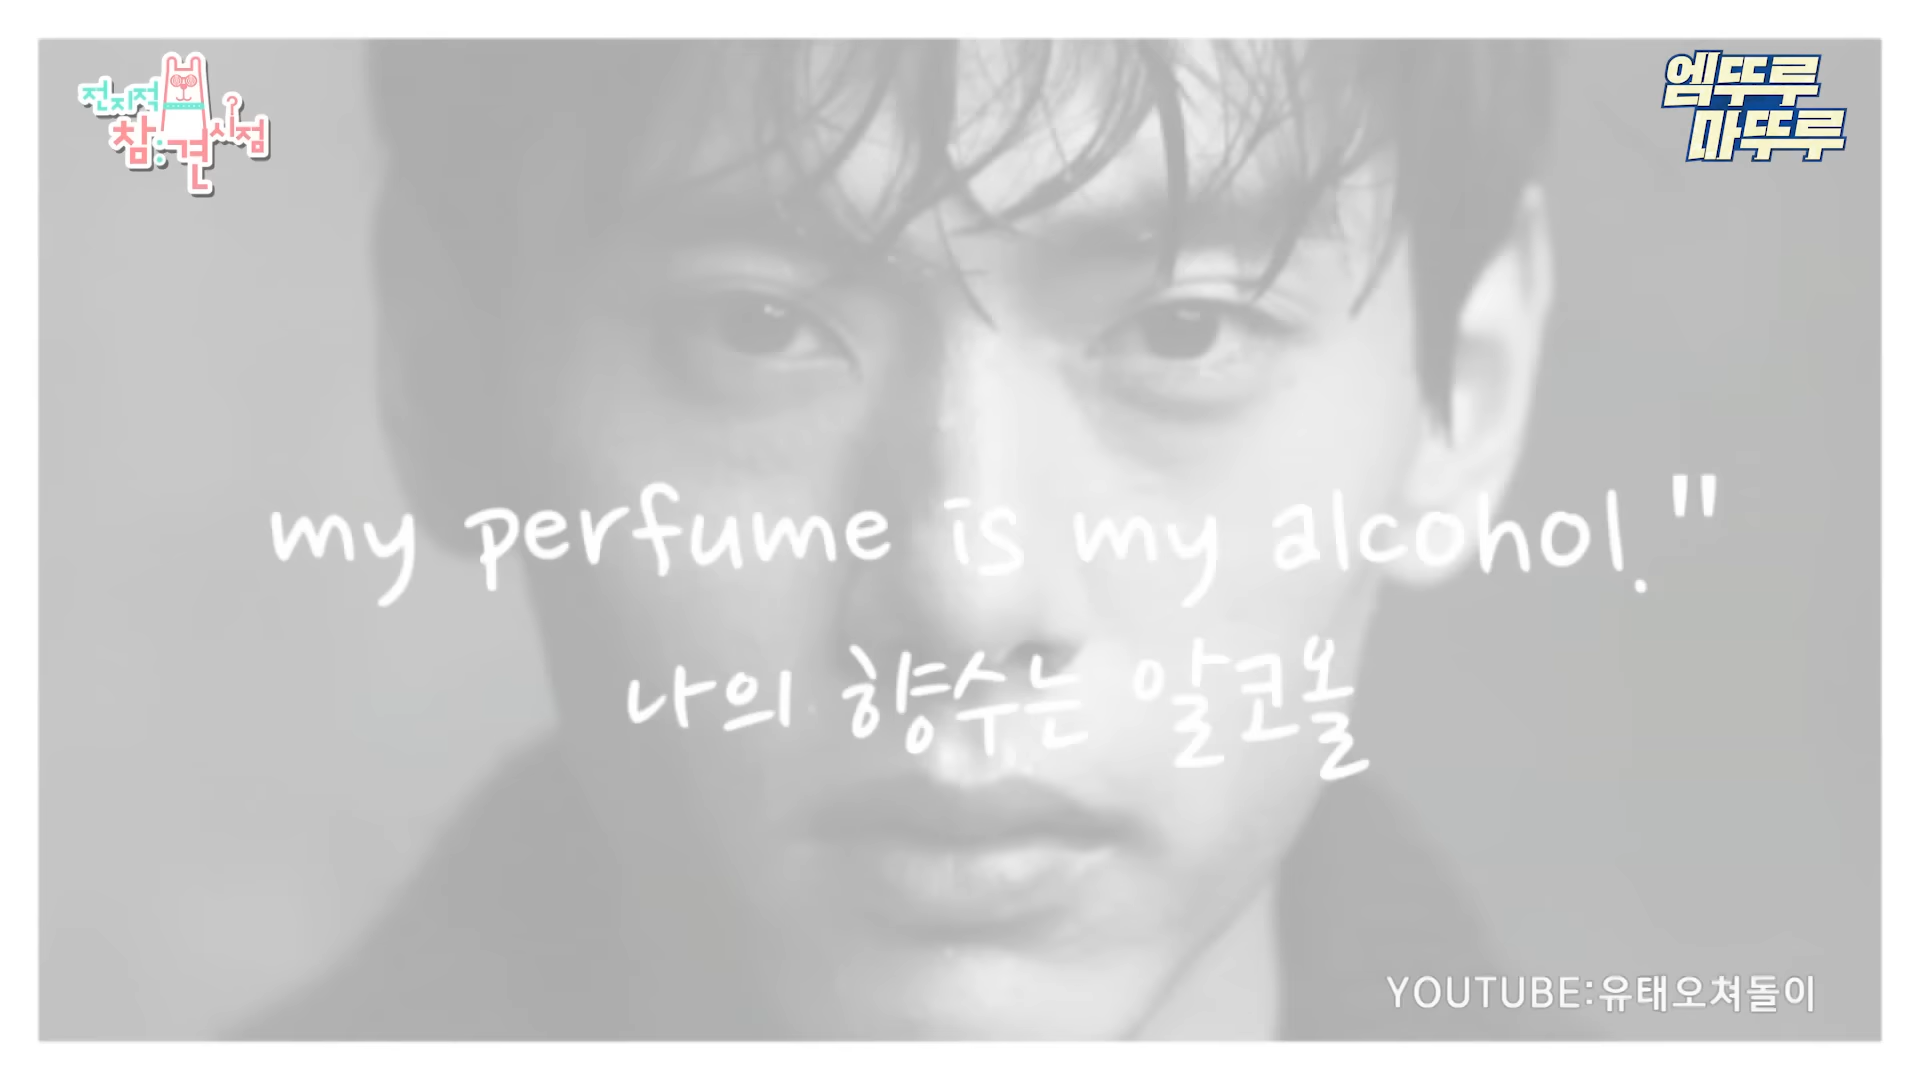 전지적
참견 시점
엠뚜루
마뚜루
my perfume is my alcohol."
나의 향수는 알코올
YOUTUBE:유태오쳐돌이